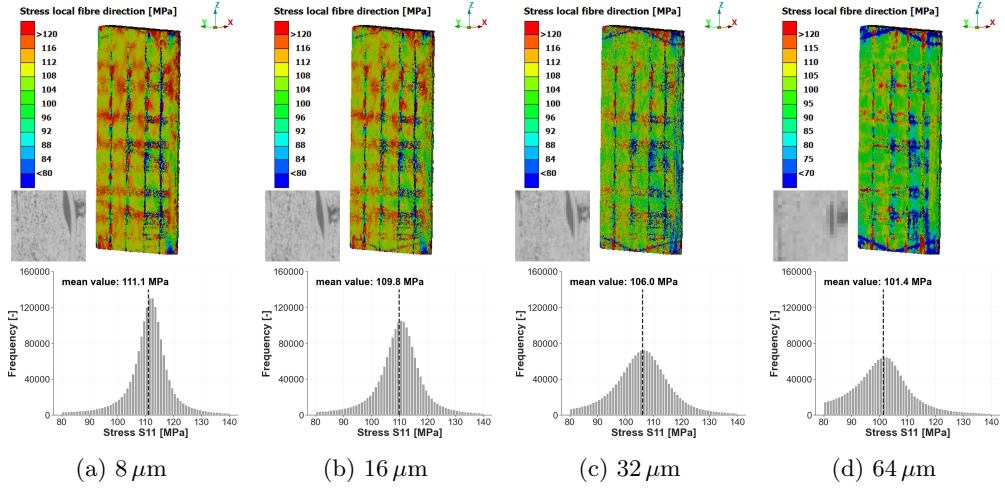 Stress local fibre direction [MPa]
Z
Y X
>120
116
112
108
104
100
96
92
88
84
<80
160000
120000
80000
40000
0
Frequency [-]
mean value: 111.1 MPa
80 90 100 110 120 130 140
Stress S11 [MPa]
(a) 8 μm
Stress local fibre direction [MPa]
Z
Y X
>120
116
112
108
104
100
96
92
88
84
<80
160000
120000
80000
40000
0
Frequency [-]
mean value: 109.8 MPa
80 90 100 110 120 130 140
Stress S11 [MPa]
(b) 16 μm
Stress local fibre direction [MPa]
Z
Y X
>120
116
112
108
104
100
96
92
88
84
<80
160000
120000
80000
40000
0
Frequency [-]
mean value: 106.0 MPa
80 90 100 110 120 130 140
Stress S11 [MPa]
(c) 32 μm
Stress local fibre direction [MPa]
Z
Y X
>120
110
105
100
95
90
85
80
75
<70
160000
120000
80000
40000
0
Frequency [-]
mean value: 101.4 MPa
80 90 100 110 120 130 140
Stress S11 [MPa]
(d) 64 μm